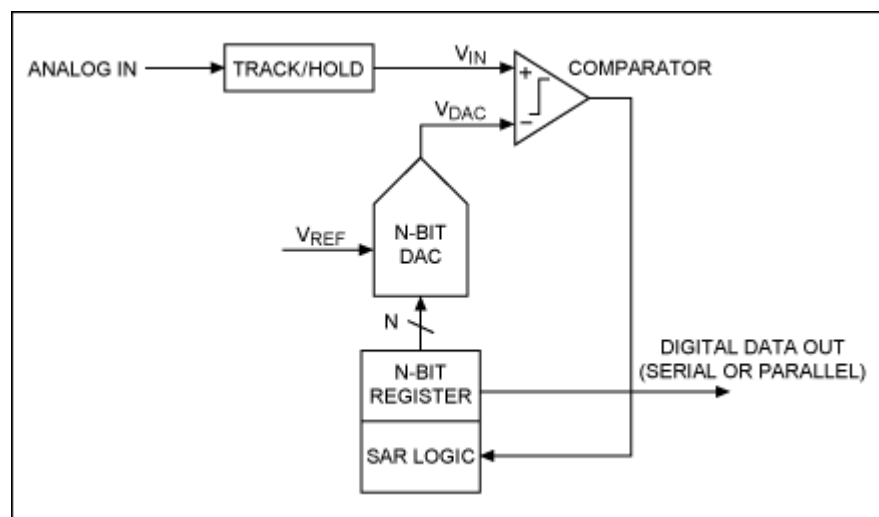 ANALOG IN
TRACK/HOLD
VIN
COMPARATOR
+
VDAC
−
VREF
N-BIT
DAC
N
N-BIT
REGISTER
DIGITAL DATA OUT
(SERIAL OR PARALLEL)
SAR LOGIC